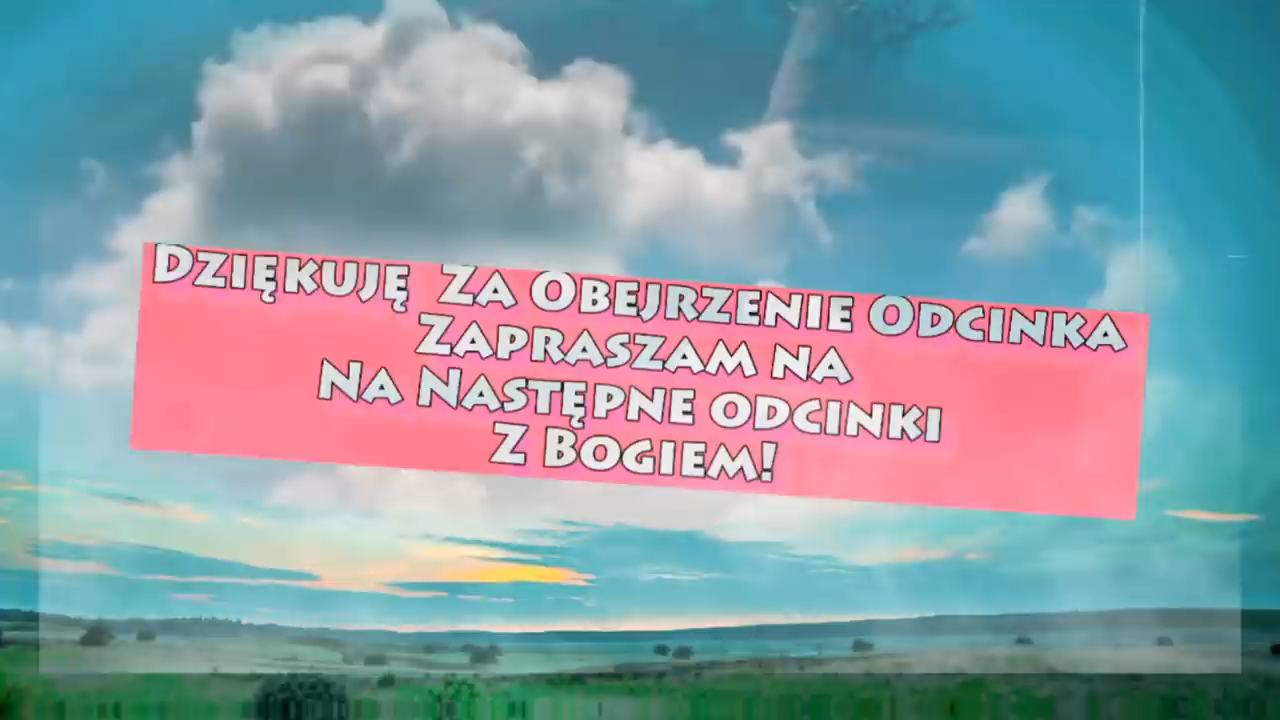 Dziękuję Za Obejrzenie Odcinka
Zapraszam na
Na Następne odcinki
Z Bogiem!